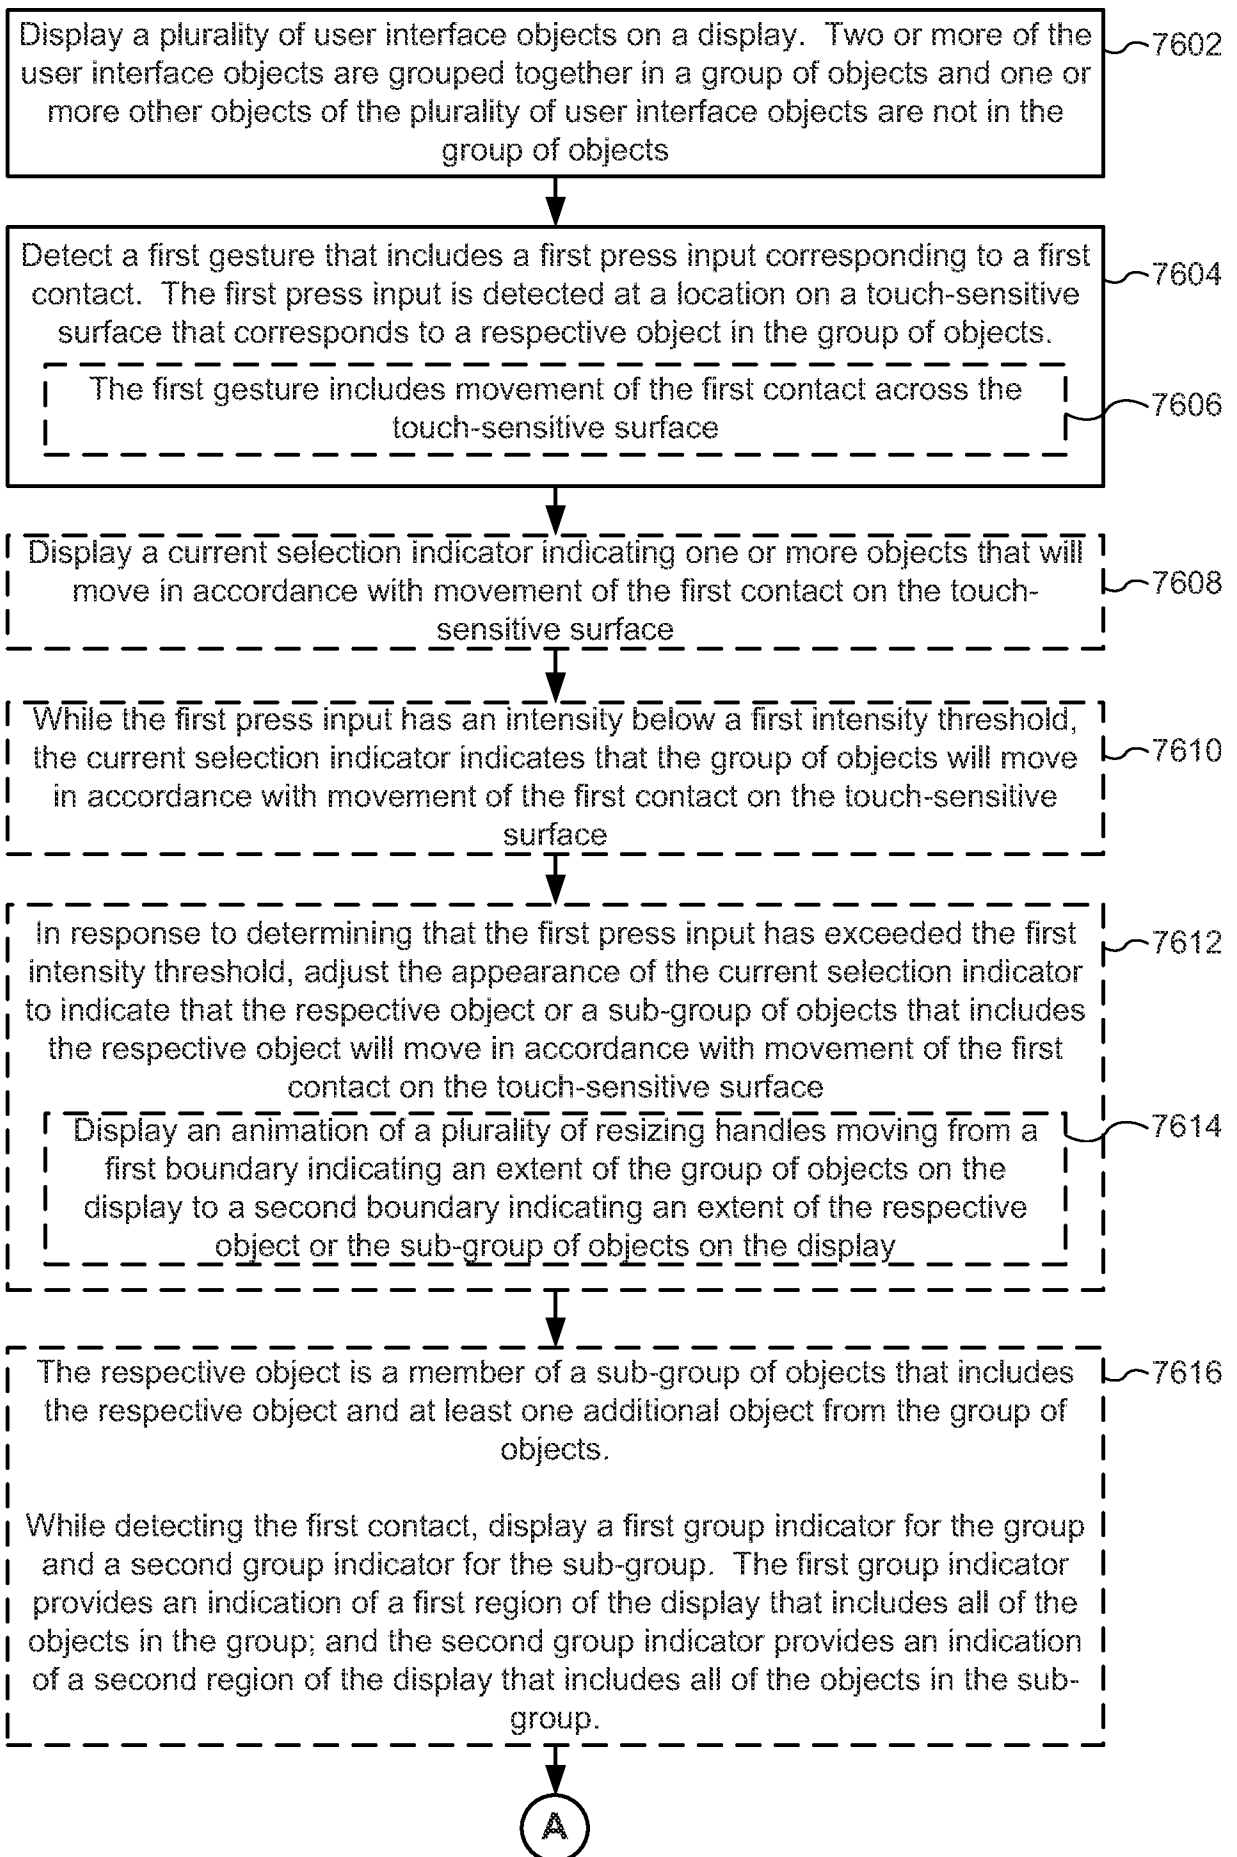 Display a plurality of user interface objects on a display. Two or more of the
user interface objects are grouped together in a group of objects and one or
more other objects of the plurality of user interface objects are not in the
group of objects
7602
Detect a first gesture that includes a first press input corresponding to a first
contact. The first press input is detected at a location on a touch-sensitive
surface that corresponds to a respective object in the group of objects.
7604
The first gesture includes movement of the first contact across the
touch-sensitive surface
7606
Display a current selection indicator indicating one or more objects that will
move in accordance with movement of the first contact on the touch-
sensitive surface
7608
While the first press input has an intensity below a first intensity threshold,
the current selection indicator indicates that the group of objects will move
in accordance with movement of the first contact on the touch-sensitive
surface
7610
In response to determining that the first press input has exceeded the first
intensity threshold, adjust the appearance of the current selection indicator
to indicate that the respective object or a sub-group of objects that includes
the respective object will move in accordance with movement of the first
contact on the touch-sensitive surface
7612
Display an animation of a plurality of resizing handles moving from a
first boundary indicating an extent of the group of objects on the
display to a second boundary indicating an extent of the respective
object or the sub-group of objects on the display
7614
The respective object is a member of a sub-group of objects that includes
the respective object and at least one additional object from the group of
objects.
While detecting the first contact, display a first group indicator for the group
and a second group indicator for the sub-group. The first group indicator
provides an indication of a first region of the display that includes all of the
objects in the group; and the second group indicator provides an indication
of a second region of the display that includes all of the objects in the sub-
group.
7616
A